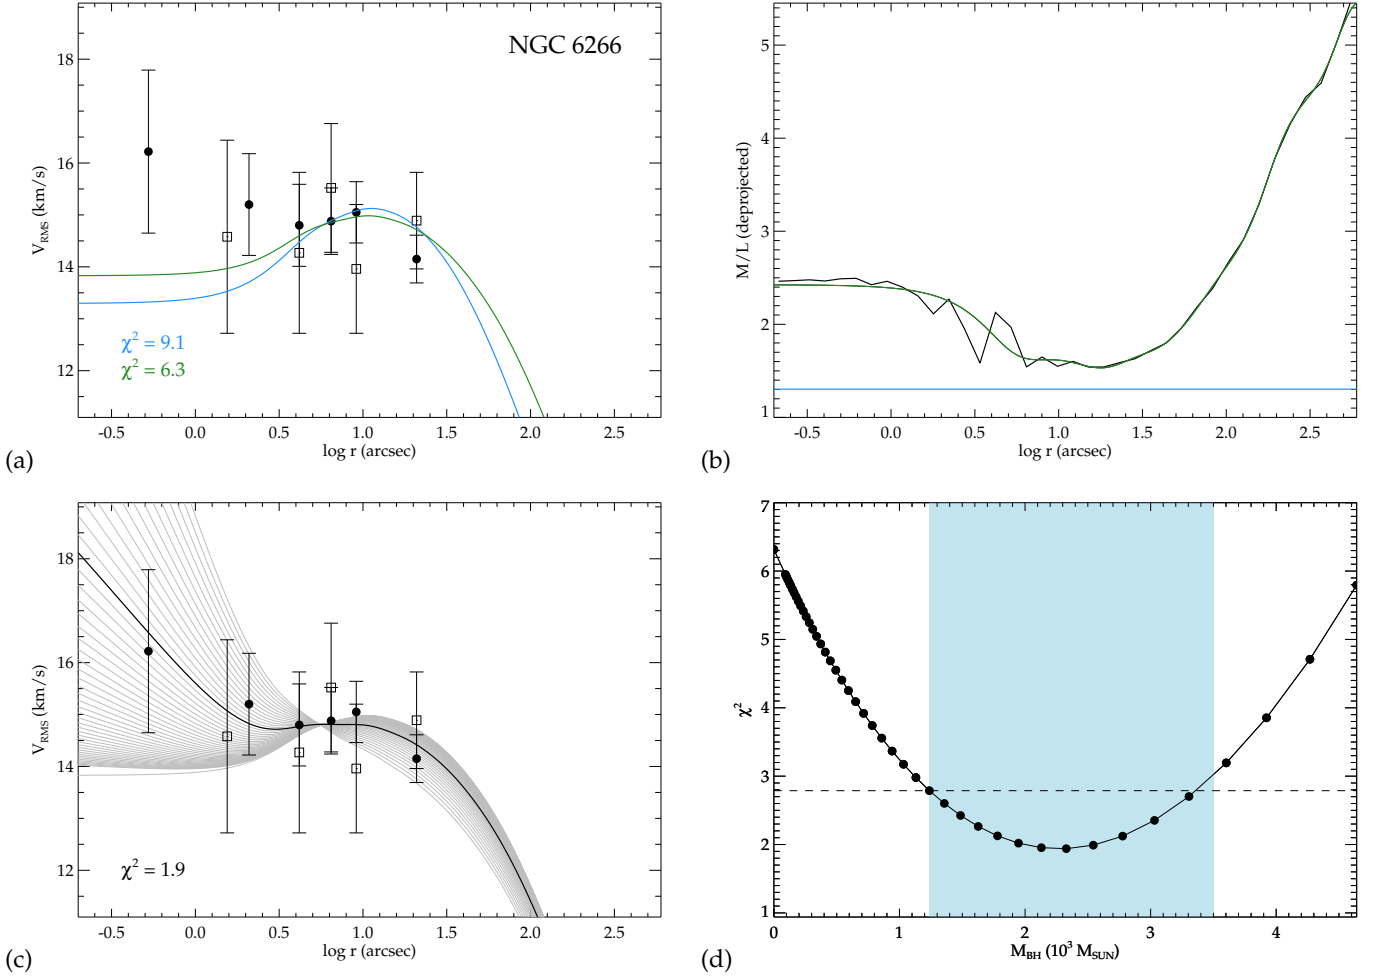 NGC 6266
18
16
14
12
V_RMS (km/s)
χ² = 9.1
χ² = 6.3
-0.5 0.0 0.5 1.0 1.5 2.0 2.5
log r (arcsec)
(a)
5
4
3
2
1
M/L (deprojected)
-0.5 0.0 0.5 1.0 1.5 2.0 2.5
log r (arcsec)
(b)
18
16
14
12
V_RMS (km/s)
χ² = 1.9
-0.5 0.0 0.5 1.0 1.5 2.0 2.5
log r (arcsec)
(c)
7
6
5
4
3
2
1
χ²
0 1 2 3 4
M_BH (10³ M_SUN)
(d)